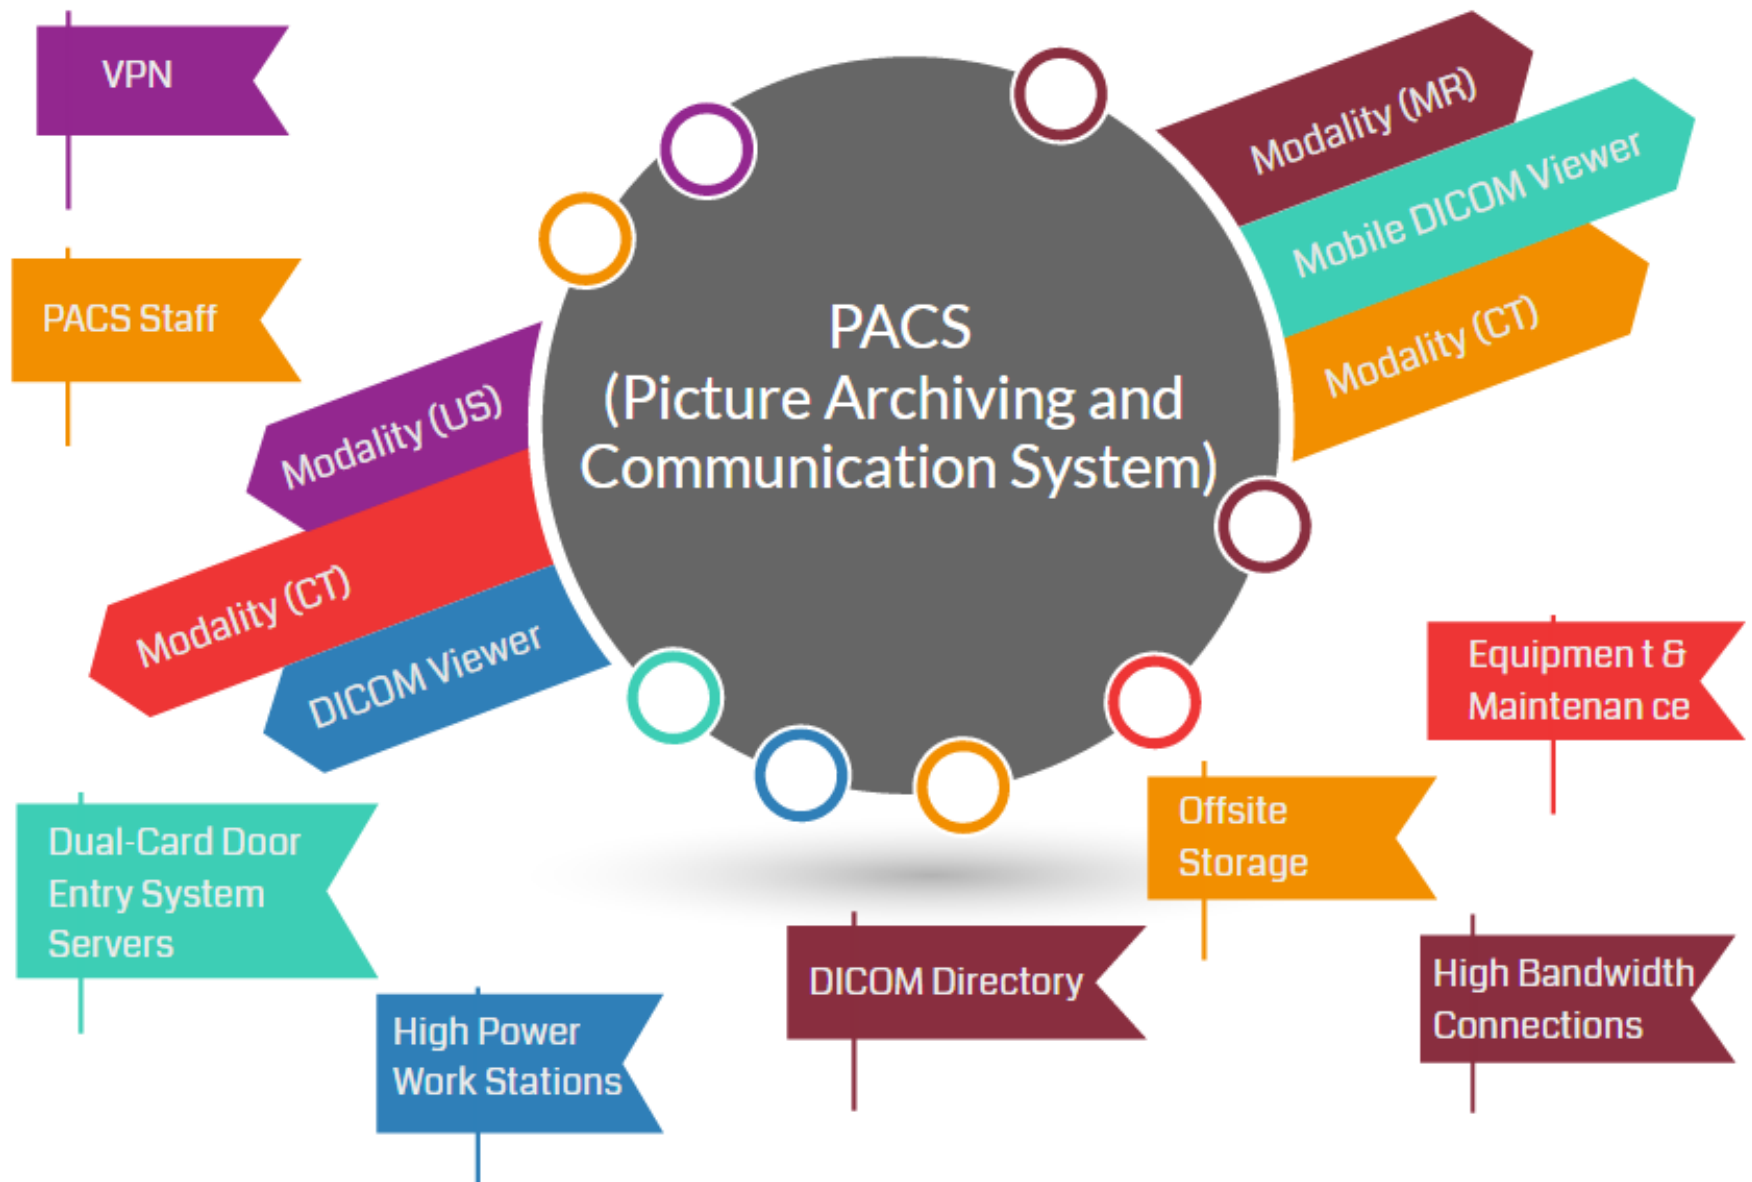 VPN
PACS Staff
Modality (US)
Modality (CT)
DICOM Viewer
PACS
(Picture Archiving and
Communication System)
Modality (MR)
Mobile DICOM Viewer
Modality (CT)
Equipmen t &
Maintenan ce
Offsite
Storage
Dual-Card Door
Entry System
Servers
High Power
Work Stations
DICOM Directory
High Bandwidth
Connections